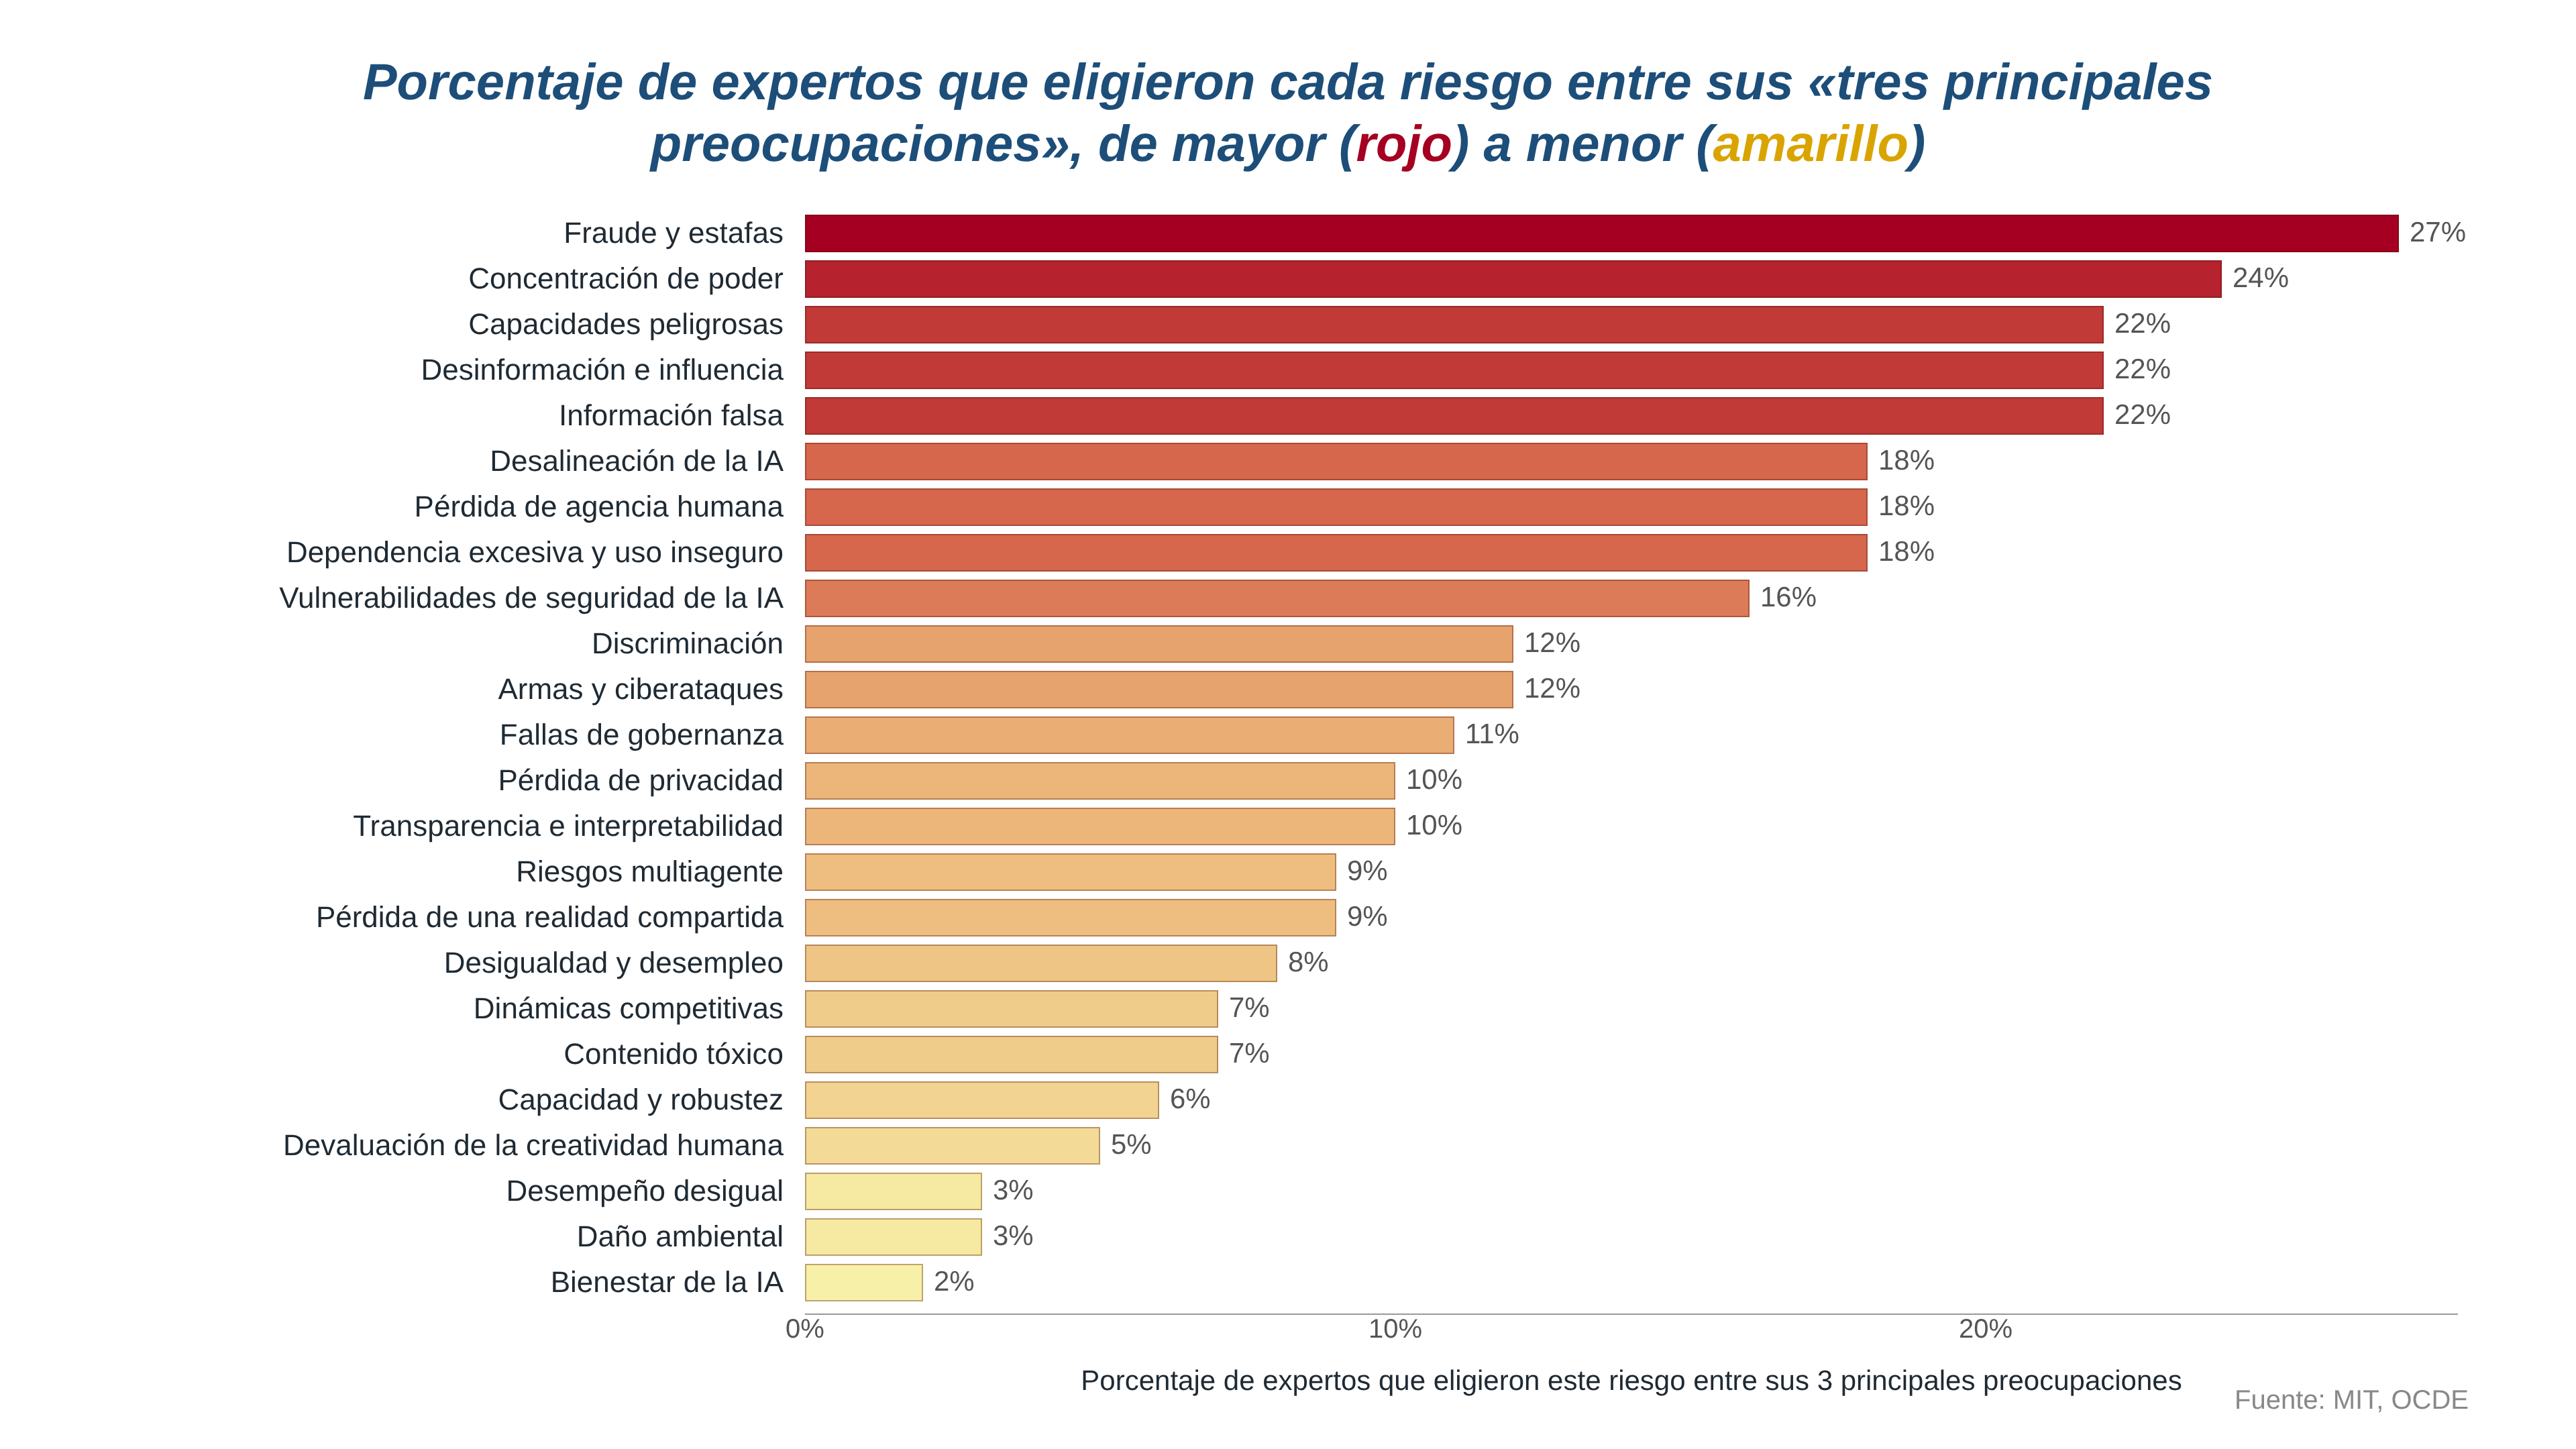 Porcentaje de expertos que eligieron cada riesgo entre sus «tres principales
preocupaciones», de mayor (rojo) a menor (amarillo)
Fraude y estafas 27%
Concentración de poder 24%
Capacidades peligrosas 22%
Desinformación e influencia 22%
Información falsa 22%
Desalineación de la IA 18%
Pérdida de agencia humana 18%
Dependencia excesiva y uso inseguro 18%
Vulnerabilidades de seguridad de la IA 16%
Discriminación 12%
Armas y ciberataques 12%
Fallas de gobernanza 11%
Pérdida de privacidad 10%
Transparencia e interpretabilidad 10%
Riesgos multiagente 9%
Pérdida de una realidad compartida 9%
Desigualdad y desempleo 8%
Dinámicas competitivas 7%
Contenido tóxico 7%
Capacidad y robustez 6%
Devaluación de la creatividad humana 5%
Desempeño desigual 3%
Daño ambiental 3%
Bienestar de la IA 2%
0% 10% 20%
Porcentaje de expertos que eligieron este riesgo entre sus 3 principales preocupaciones
Fuente: MIT, OCDE